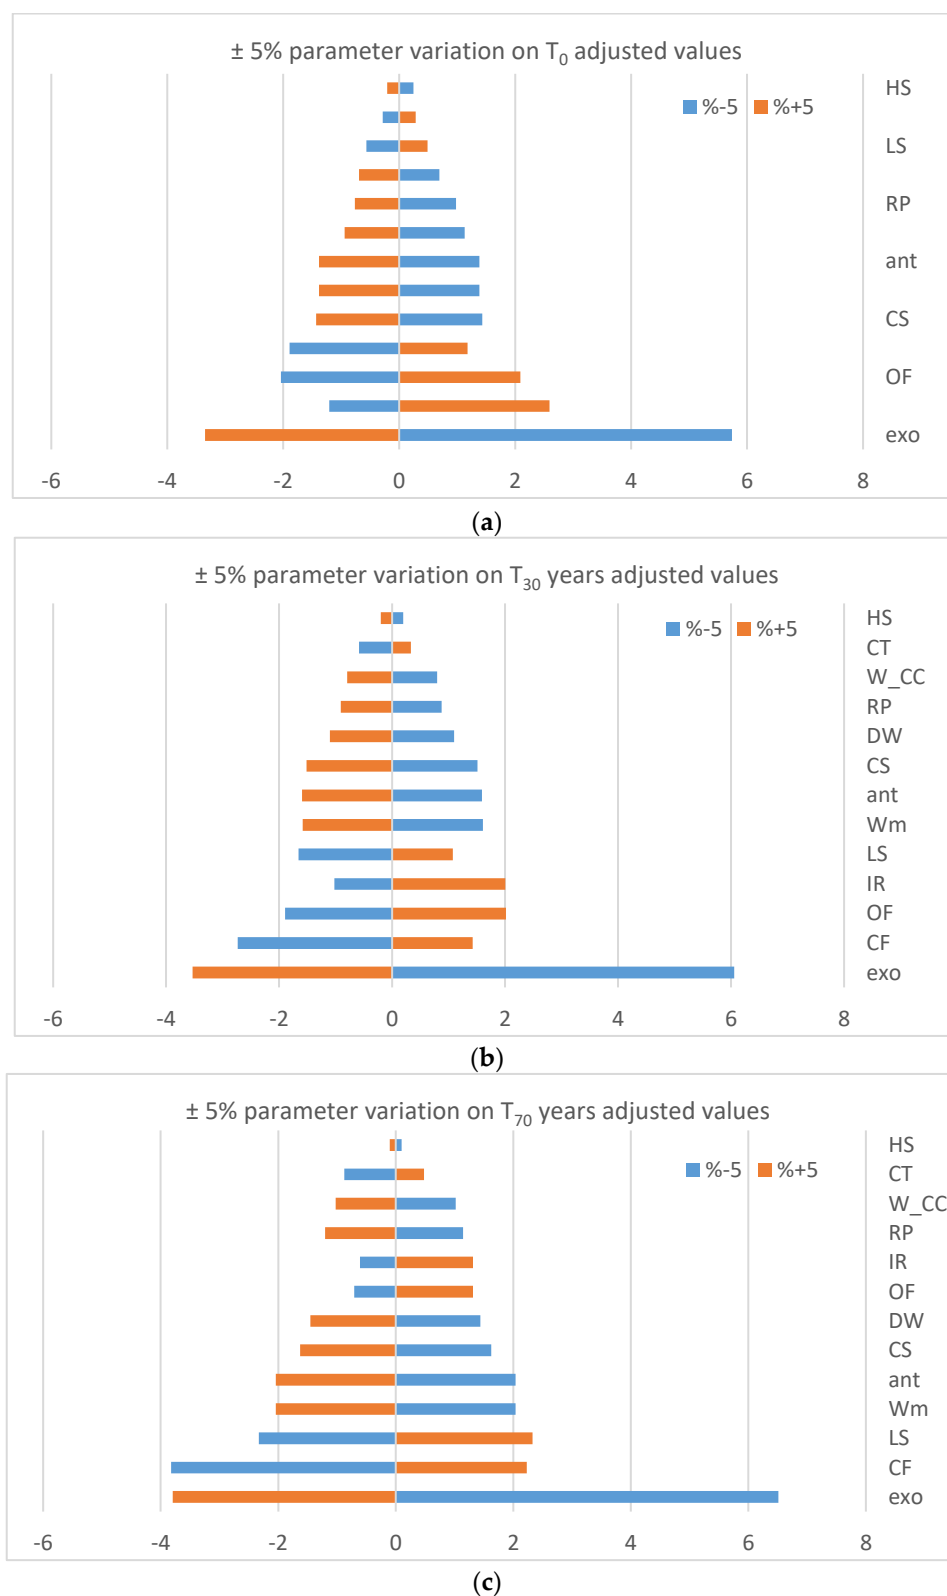 ± 5% parameter variation on T₀ adjusted values
HS
%-5 %+5
LS
RP
ant
CS
OF
exo
-6 -4 -2 0 2 4 6 8
(a)
± 5% parameter variation on T₃₀ years adjusted values
HS
%-5 %+5
CT
W_CC
RP
DW
CS
ant
Wm
LS
IR
OF
CF
exo
-6 -4 -2 0 2 4 6 8
(b)
± 5% parameter variation on T₇₀ years adjusted values
HS
%-5 %+5
CT
W_CC
RP
IR
OF
DW
CS
ant
Wm
LS
CF
exo
-6 -4 -2 0 2 4 6 8
(c)